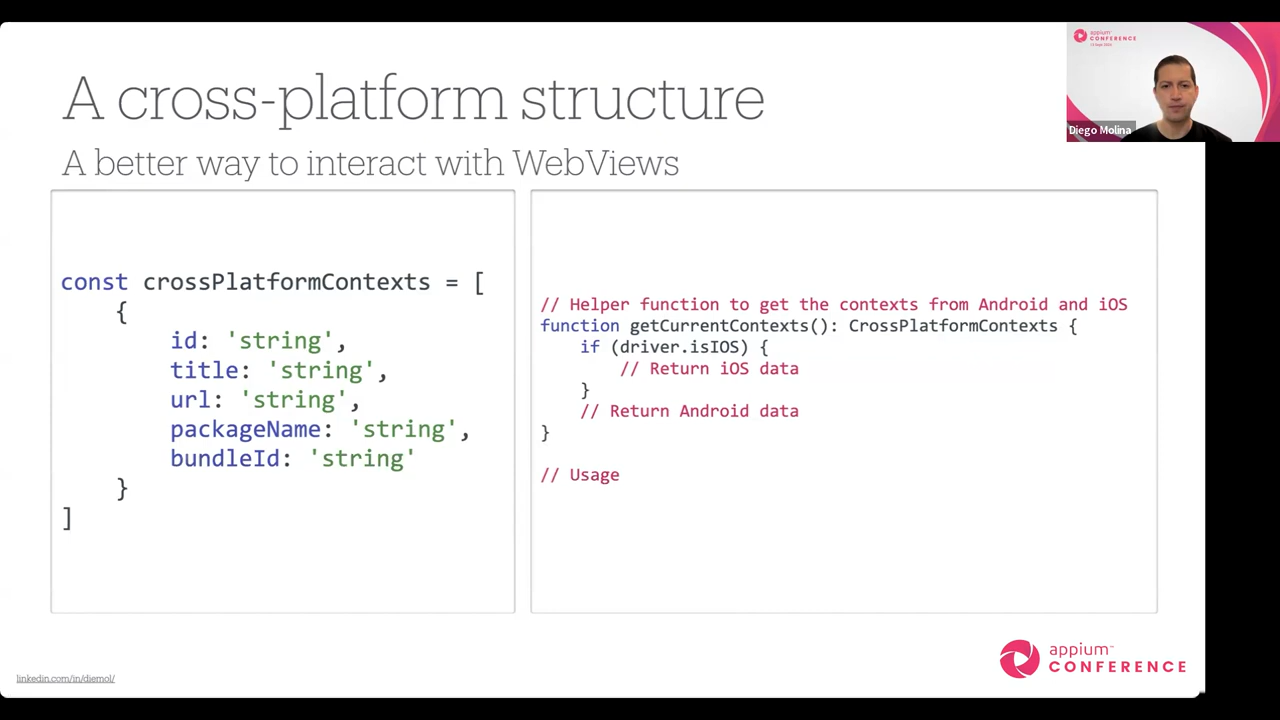 A cross-platform structure
A better way to interact with WebViews
const crossPlatformContexts = [
{
id: 'string',
title: 'string',
url: 'string',
packageName: 'string',
bundleId: 'string'
}
]
// Helper function to get the contexts from Android and iOS
function getCurrentContexts(): CrossPlatformContexts {
if (driver.isIOS) {
// Return iOS data
}
// Return Android data
}
// Usage
appium
CONFERENCE
Diego Molina
appium
CONFERENCE
linkedin.com/in/diemol/